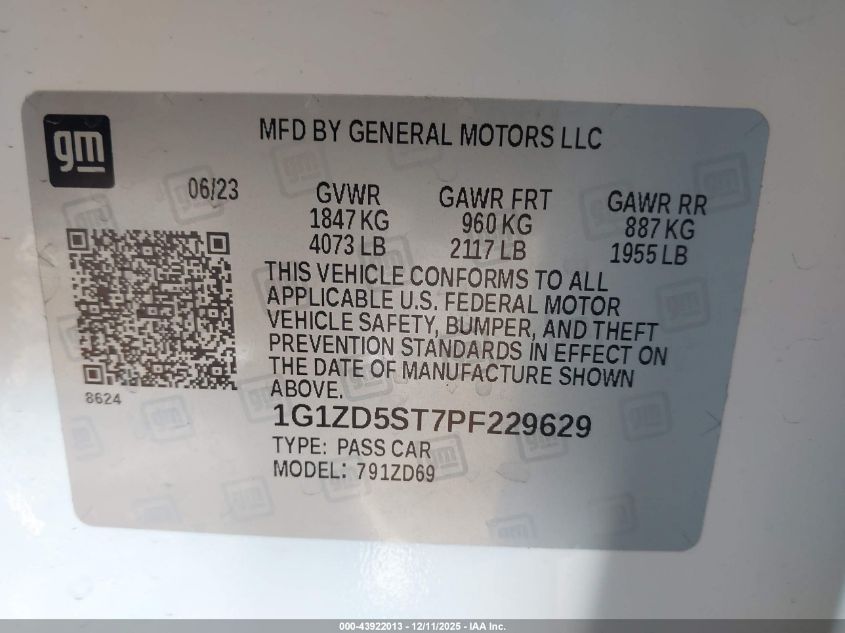 gm
MFD BY GENERAL MOTORS LLC
06/23
GVWR GAWR FRT GAWR RR
1847 KG 960 KG 887 KG
4073 LB 2117 LB 1955 LB
THIS VEHICLE CONFORMS TO ALL
APPLICABLE U.S. FEDERAL MOTOR
VEHICLE SAFETY, BUMPER, AND THEFT
PREVENTION STANDARDS IN EFFECT ON
THE DATE OF MANUFACTURE SHOWN
ABOVE.
8624
1G1ZD5ST7PF229629
TYPE: PASS CAR
MODEL: 791ZD69
000-43922013 - 12/11/2025 - IAA Inc.